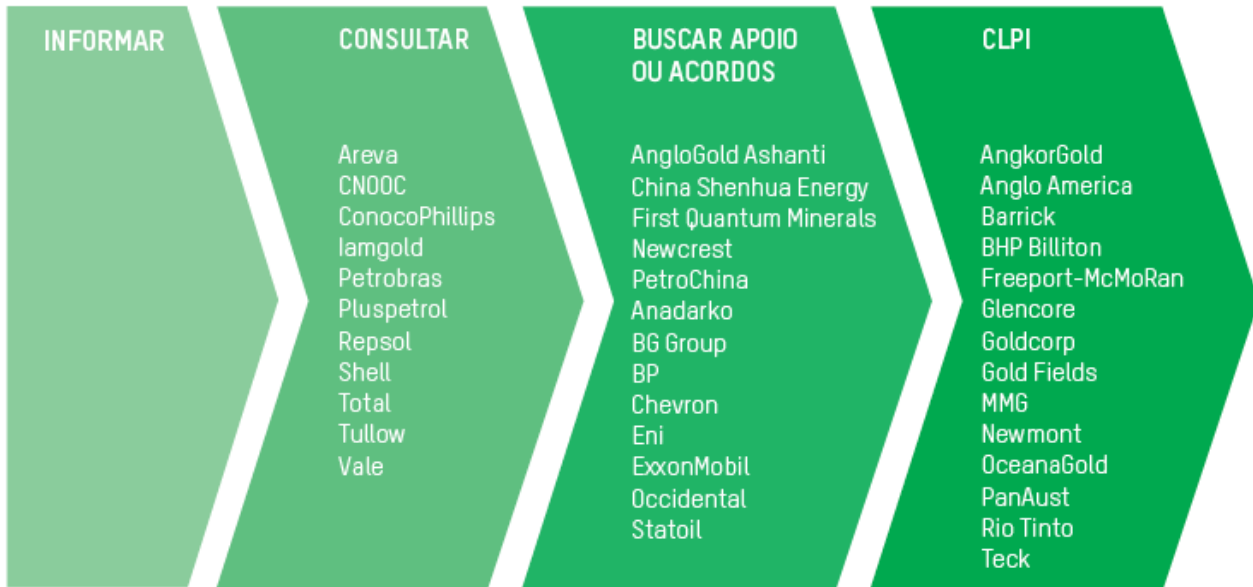 INFORMAR
CONSULTAR
Areva
CNOOC
ConocoPhillips
Iamgold
Petrobras
Pluspetrol
Repsol
Shell
Total
Tullow
Vale
BUSCAR APOIO
OU ACORDOS
AngloGold Ashanti
China Shenhua Energy
First Quantum Minerals
Newcrest
PetroChina
Anadarko
BG Group
BP
Chevron
Eni
ExxonMobil
Occidental
Statoil
CLPI
AngkorGold
Anglo America
Barrick
BHP Billiton
Freeport-McMoRan
Glencore
Goldcorp
Gold Fields
MMG
Newmont
OceanaGold
PanAust
Rio Tinto
Teck